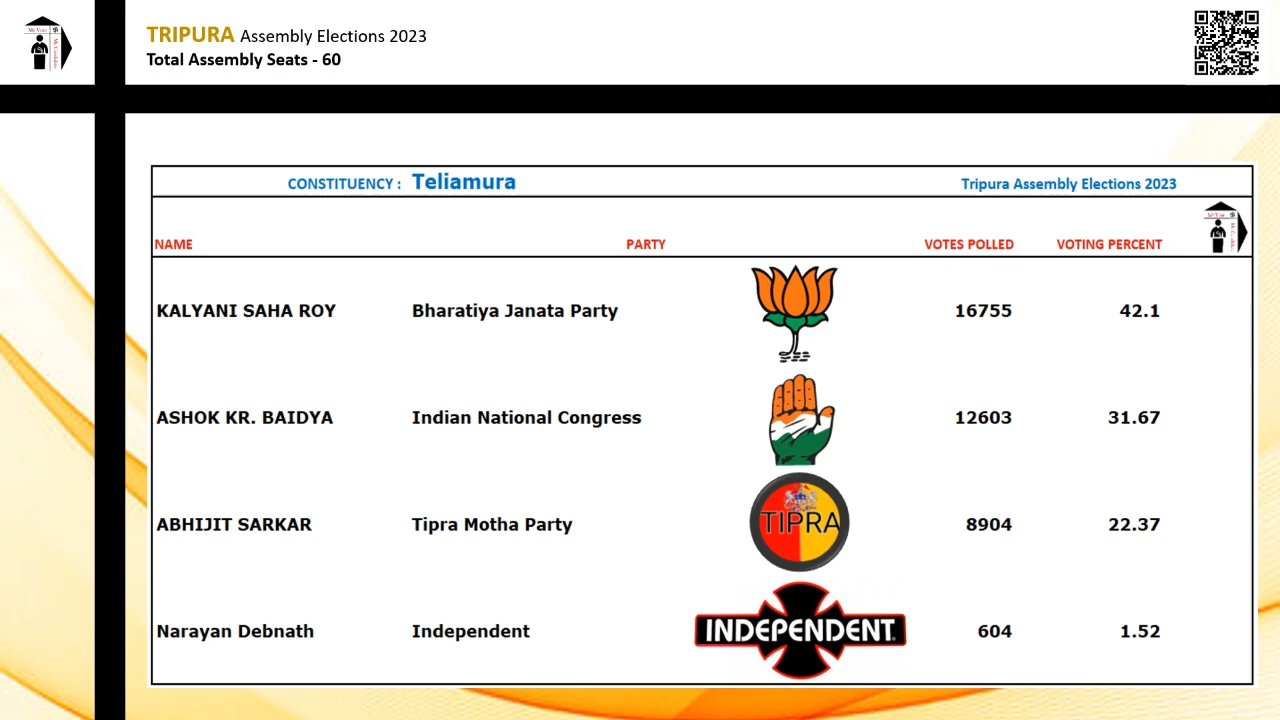 TRIPURA Assembly Elections 2023
Total Assembly Seats - 60
CONSTITUENCY : Teliamura Tripura Assembly Elections 2023
NAME PARTY VOTES POLLED VOTING PERCENT
KALYANI SAHA ROY Bharatiya Janata Party 16755 42.1
ASHOK KR. BAIDYA Indian National Congress 12603 31.67
ABHIJIT SARKAR Tipra Motha Party TIPRA 8904 22.37
Narayan Debnath Independent INDEPENDENT 604 1.52